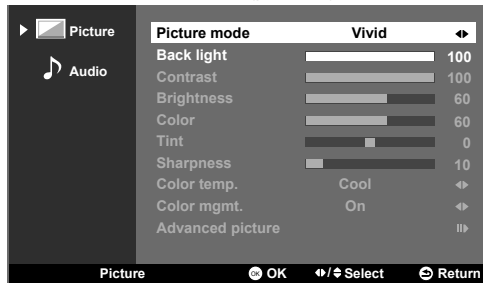 Picture
Audio
Picture mode Vivid
Back light 100
Contrast 100
Brightness 60
Color 60
Tint 0
Sharpness 10
Color temp. Cool
Color mgmt. On
Advanced picture
Picture OK OK / Select Return